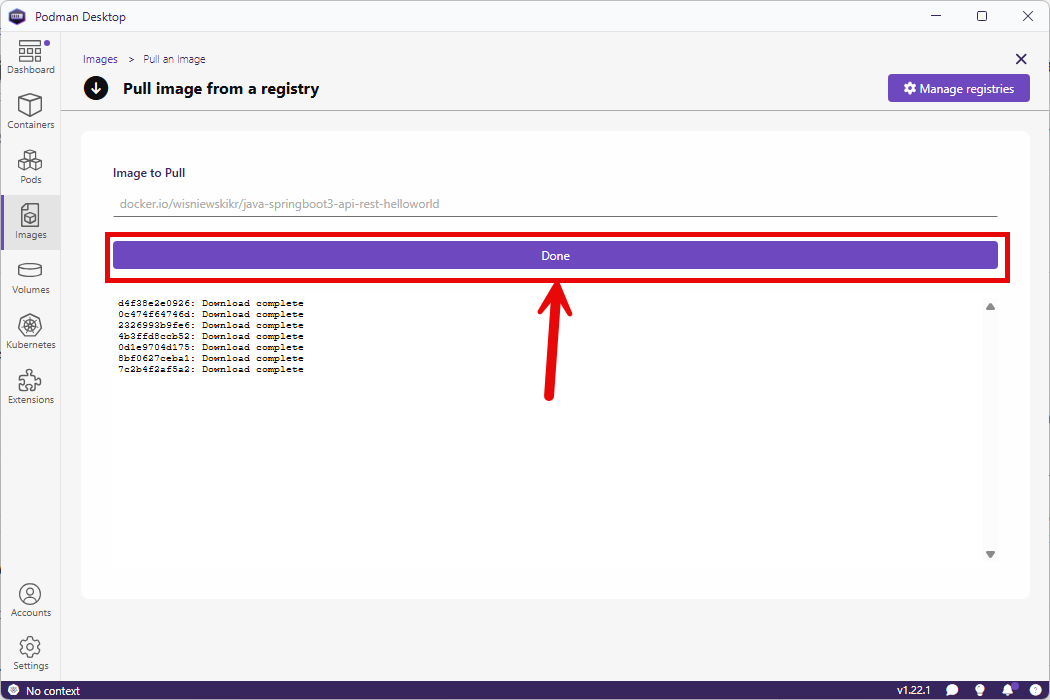 Podman Desktop
Dashboard
Containers
Pods
Images
Volumes
Kubernetes
Extensions
Accounts
Settings
Images > Pull an Image
Pull image from a registry
Manage registries
Image to Pull
docker.io/wisniewskikr/java-springboot3-api-rest-helloworld
Done
d4f38e2e0926: Download complete
0c474f64746d: Download complete
2326993b9fe6: Download complete
4b3ffd8ccb52: Download complete
0d1e9704d175: Download complete
8bf0627ceba1: Download complete
7c2b4f2af5a2: Download complete
No context
v1.22.1